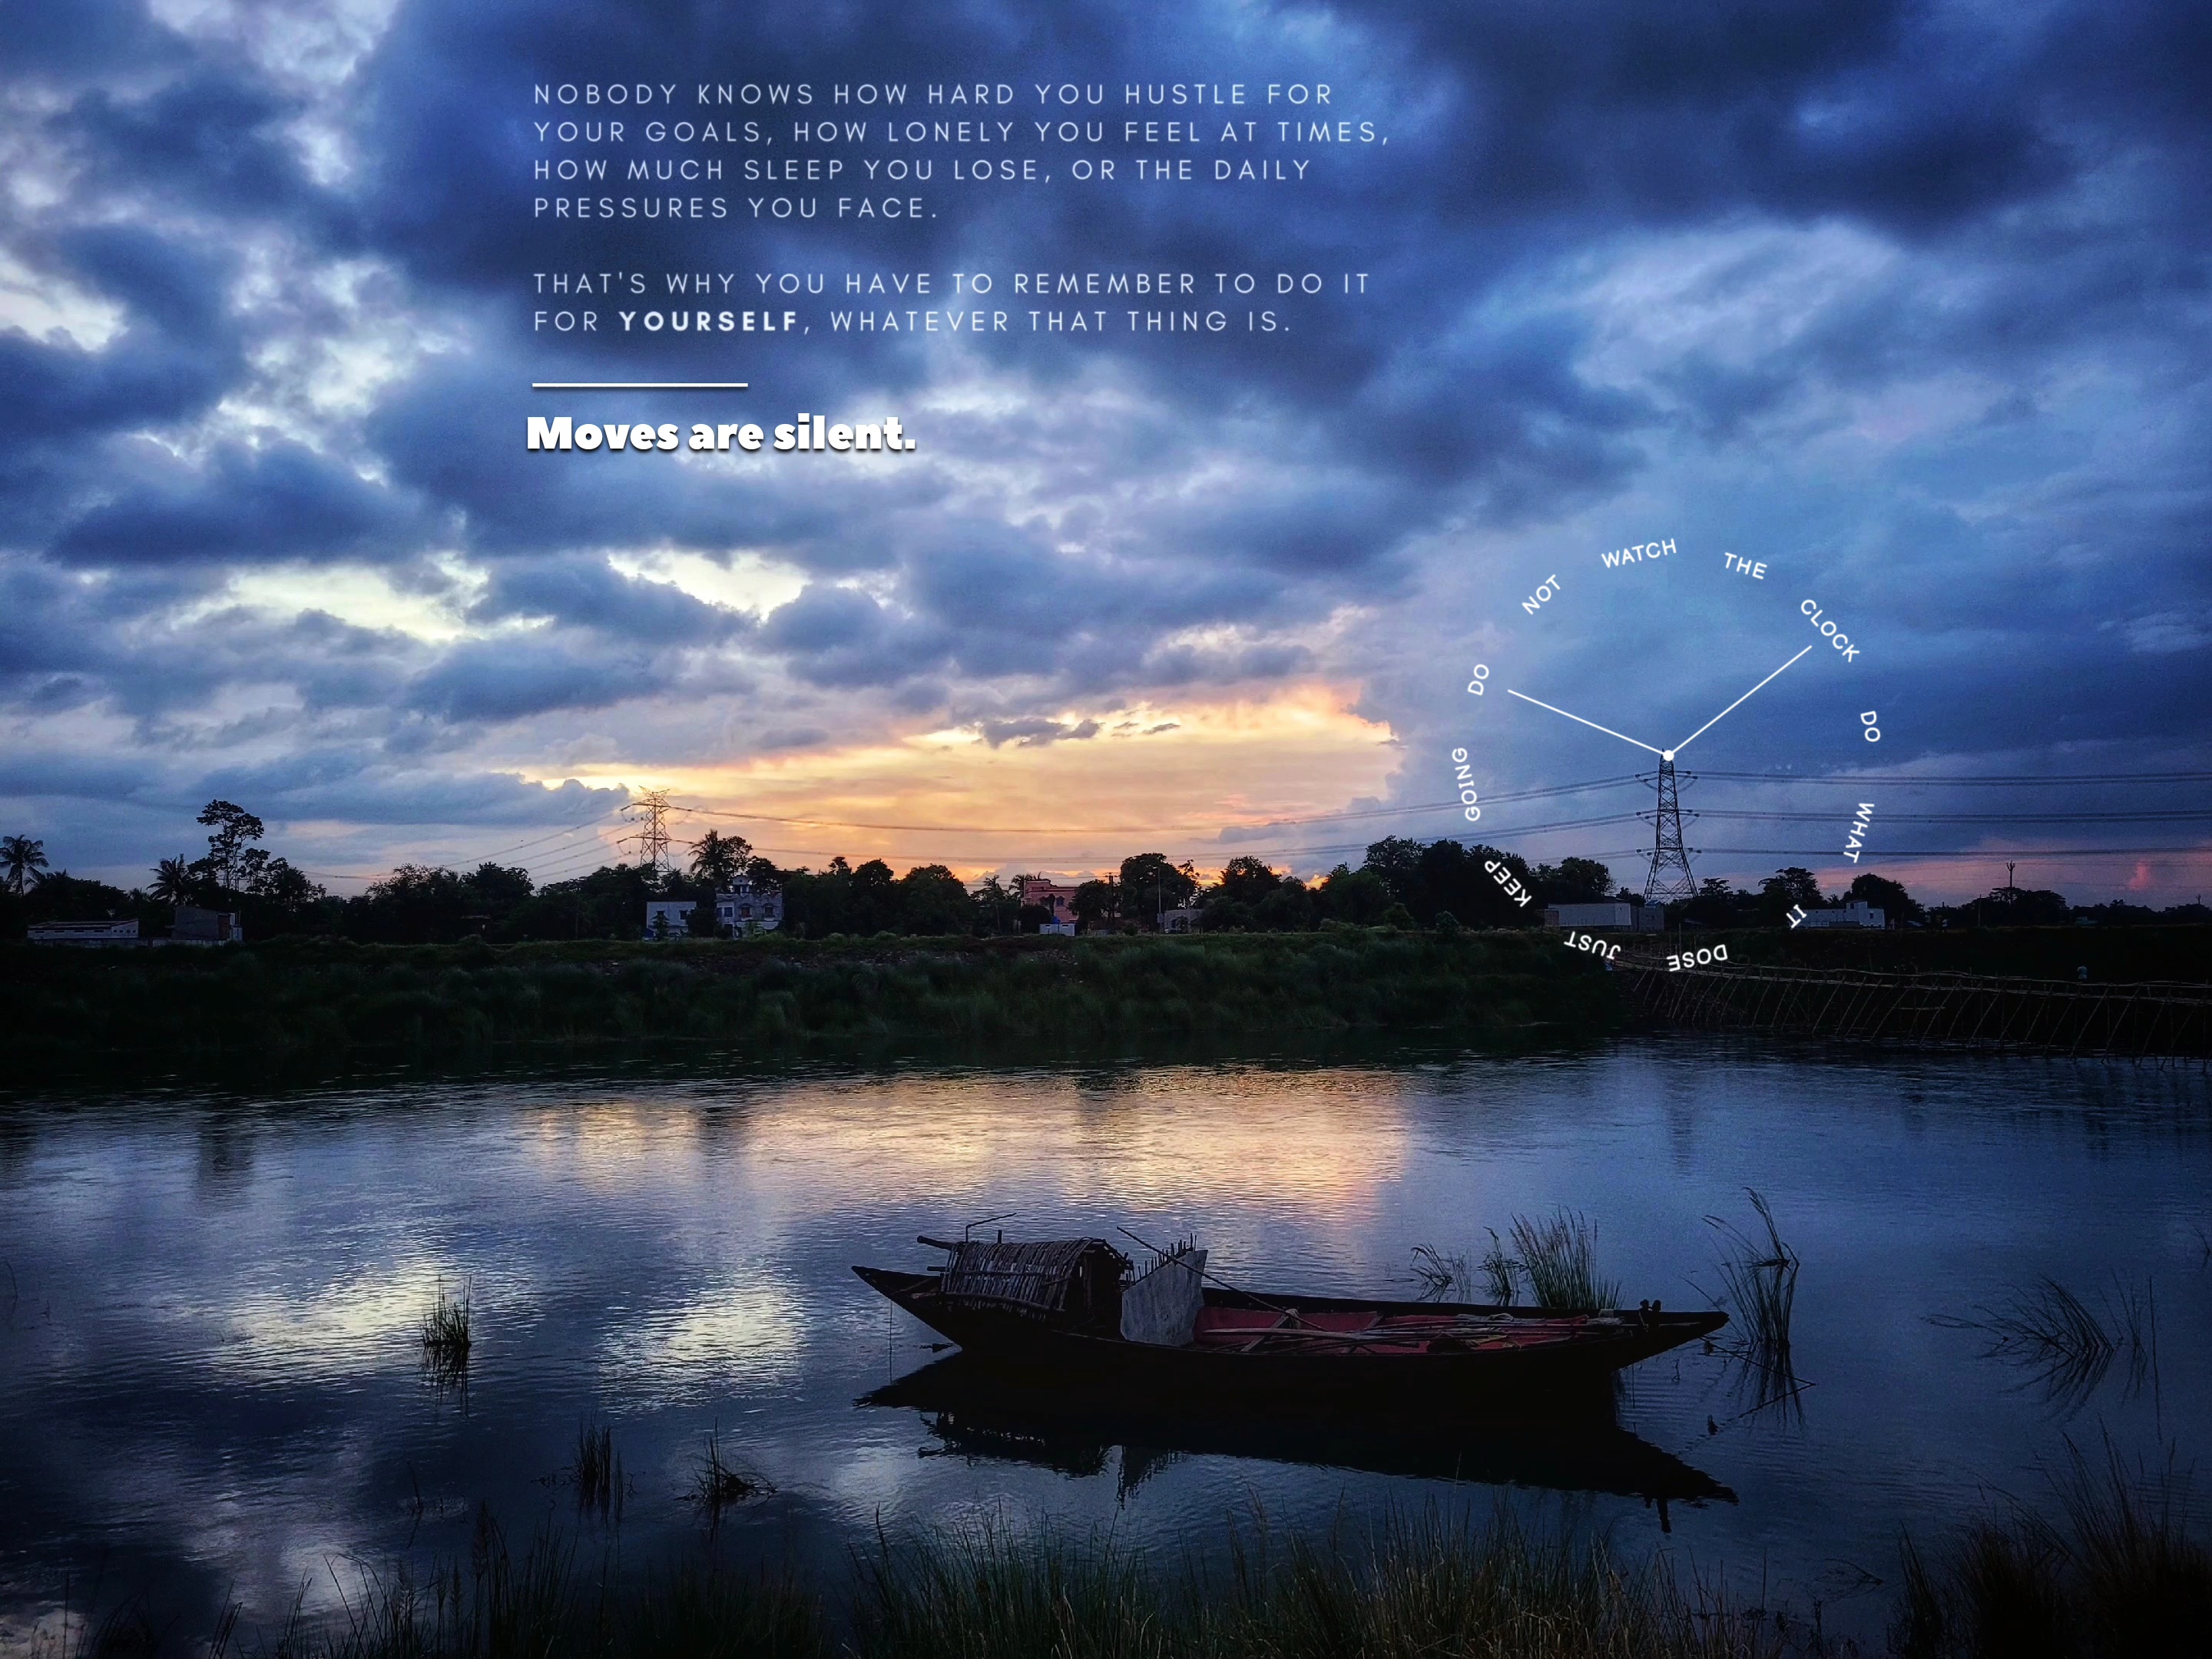 NOBODY KNOWS HOW HARD YOU HUSTLE FOR
YOUR GOALS, HOW LONELY YOU FEEL AT TIMES,
HOW MUCH SLEEP YOU LOSE, OR THE DAILY
PRESSURES YOU FACE.
THAT'S WHY YOU HAVE TO REMEMBER TO DO IT
FOR YOURSELF, WHATEVER THAT THING IS.
Moves are silent.
DO NOT WATCH THE CLOCK DO WHAT IT DOSE JUST KEEP GOING